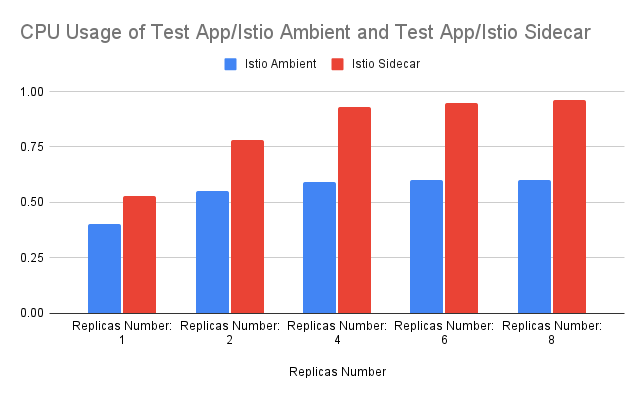 CPU Usage of Test App/Istio Ambient and Test App/Istio Sidecar
Istio Ambient
Istio Sidecar
1.00
0.75
0.50
0.25
0.00
Replicas Number:
1
Replicas Number:
2
Replicas Number:
4
Replicas Number:
6
Replicas Number:
8
Replicas Number